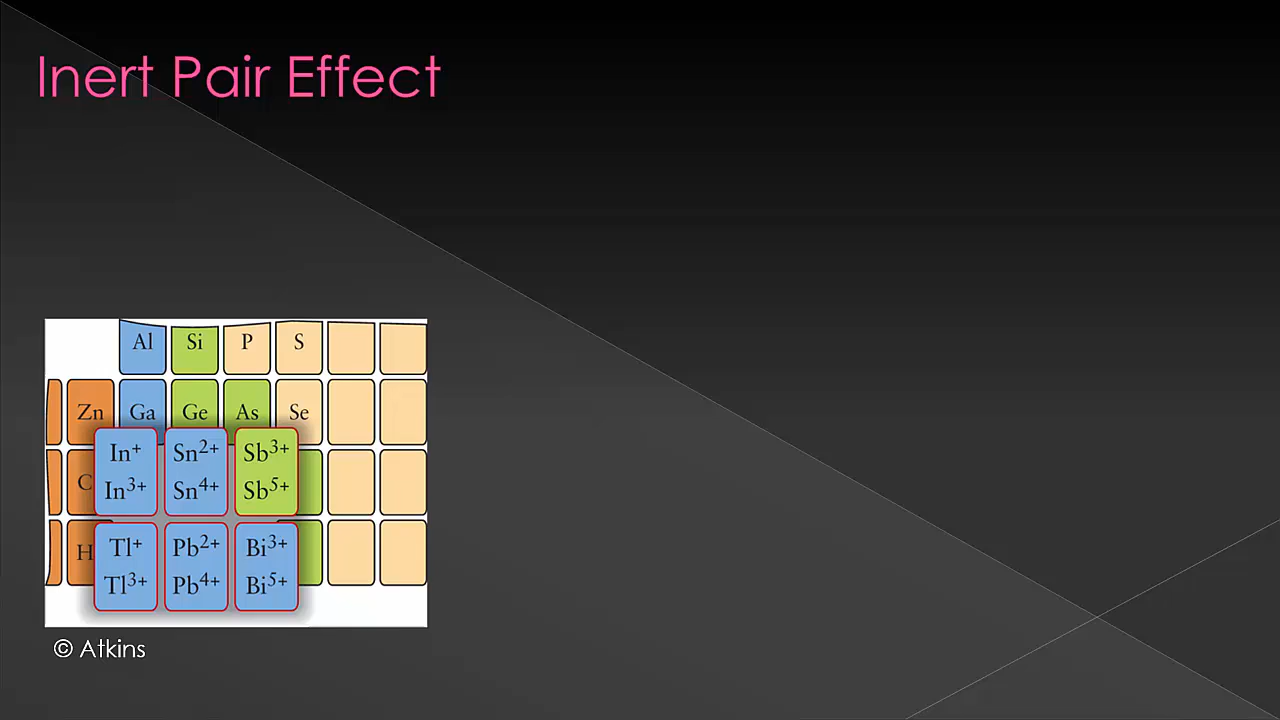 Inert Pair Effect
Al Si P S
Zn Ga Ge As Se
In⁺ Sn²⁺ Sb³⁺
C In³⁺ Sn⁴⁺ Sb⁵⁺
H Tl⁺ Pb²⁺ Bi³⁺
Tl³⁺ Pb⁴⁺ Bi⁵⁺
© Atkins